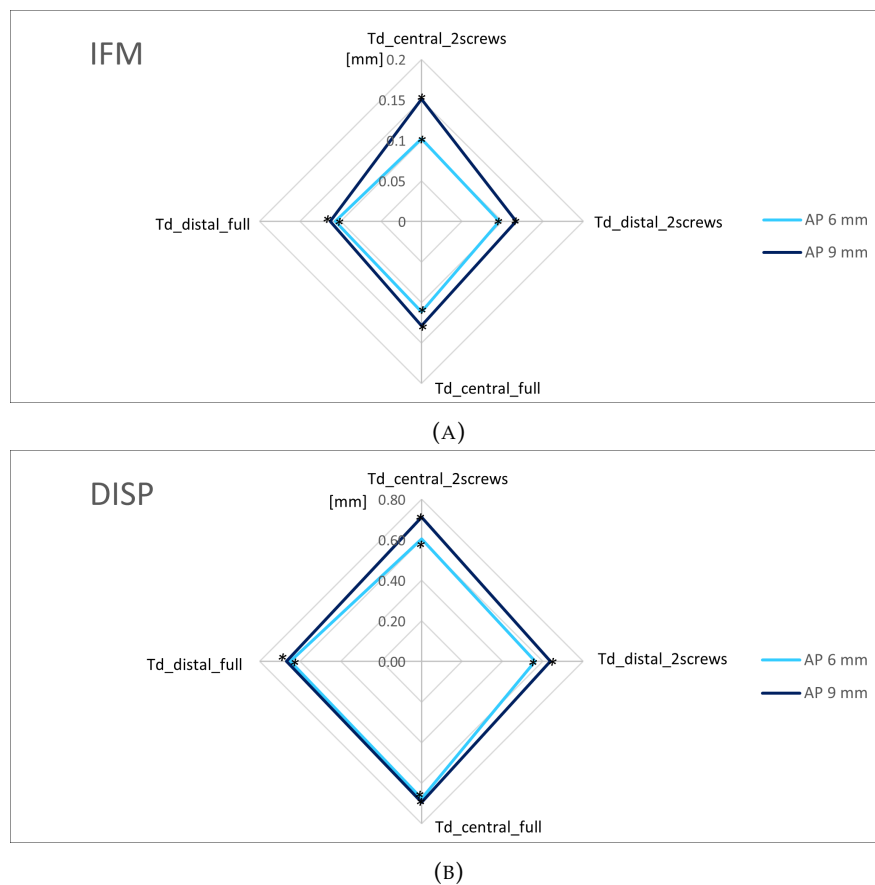 IFM
Td_central_2screws
[mm] 0.2
0.15
0.1
0.05
0
Td_distal_full
Td_distal_2screws
Td_central_full
AP 6 mm
AP 9 mm
(A)
DISP
Td_central_2screws
[mm]
0.80
0.60
0.40
0.20
0.00
Td_distal_full
Td_distal_2screws
Td_central_full
AP 6 mm
AP 9 mm
(B)